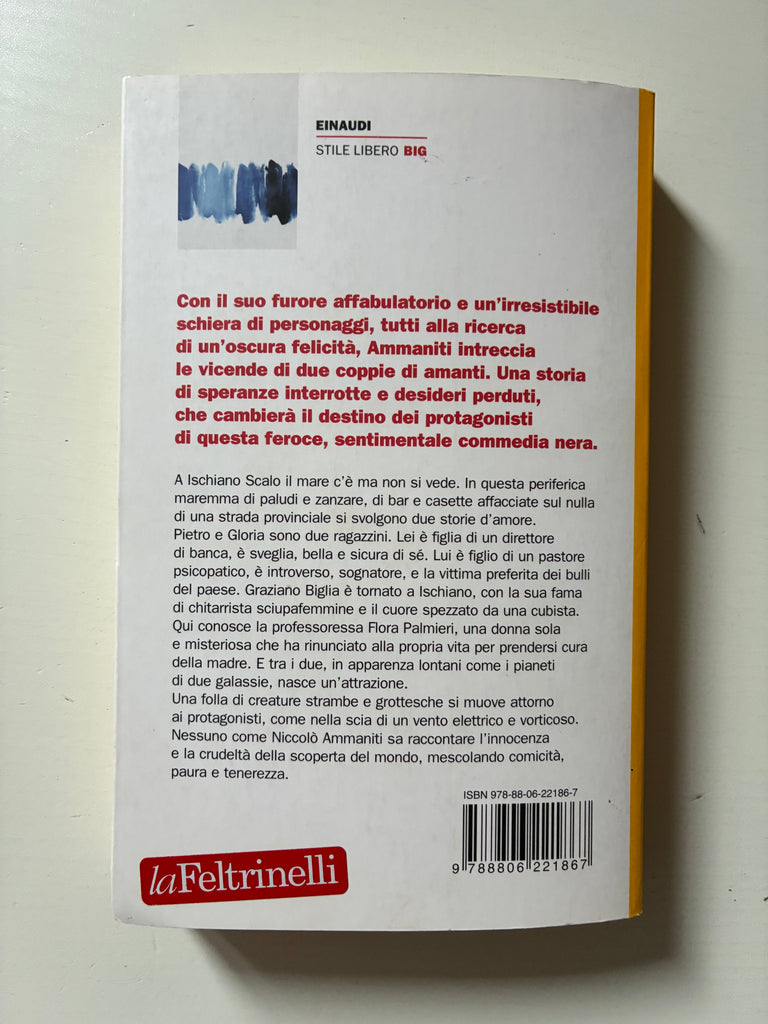 EINAUDI
STILE LIBERO BIG
Con il suo furore affabulatorio e un'irresistibile
schiera di personaggi, tutti alla ricerca
di un'oscura felicità, Ammaniti intreccia
le vicende di due coppie di amanti. Una storia
di speranze interrotte e desideri perduti,
che cambierà il destino dei protagonisti
di questa feroce, sentimentale commedia nera.
A Ischiano Scalo il mare c'è ma non si vede. In questa periferica
maremma di paludi e zanzare, di bar e casette affacciate sul nulla
di una strada provinciale si svolgono due storie d'amore.
Pietro e Gloria sono due ragazzini. Lei è figlia di un direttore
di banca, è sveglia, bella e sicura di sé. Lui è figlio di un pastore
psicopatico, è introverso, sognatore, e la vittima preferita dei bulli
del paese. Graziano Biglia è tornato a Ischiano, con la sua fama
di chitarrista sciupafemmine e il cuore spezzato da una cubista.
Qui conosce la professoressa Flora Palmieri, una donna sola
e misteriosa che ha rinunciato alla propria vita per prendersi cura
della madre. E tra i due, in apparenza lontani come i pianeti
di due galassie, nasce un'attrazione.
Una folla di creature strambe e grottesche si muove attorno
ai protagonisti, come nella scia di un vento elettrico e vorticoso.
Nessuno come Niccolò Ammaniti sa raccontare l'innocenza
e la crudeltà della scoperta del mondo, mescolando comicità,
paura e tenerezza.
ISBN 978-88-06-22186-7
9 788806 221867
laFeltrinelli